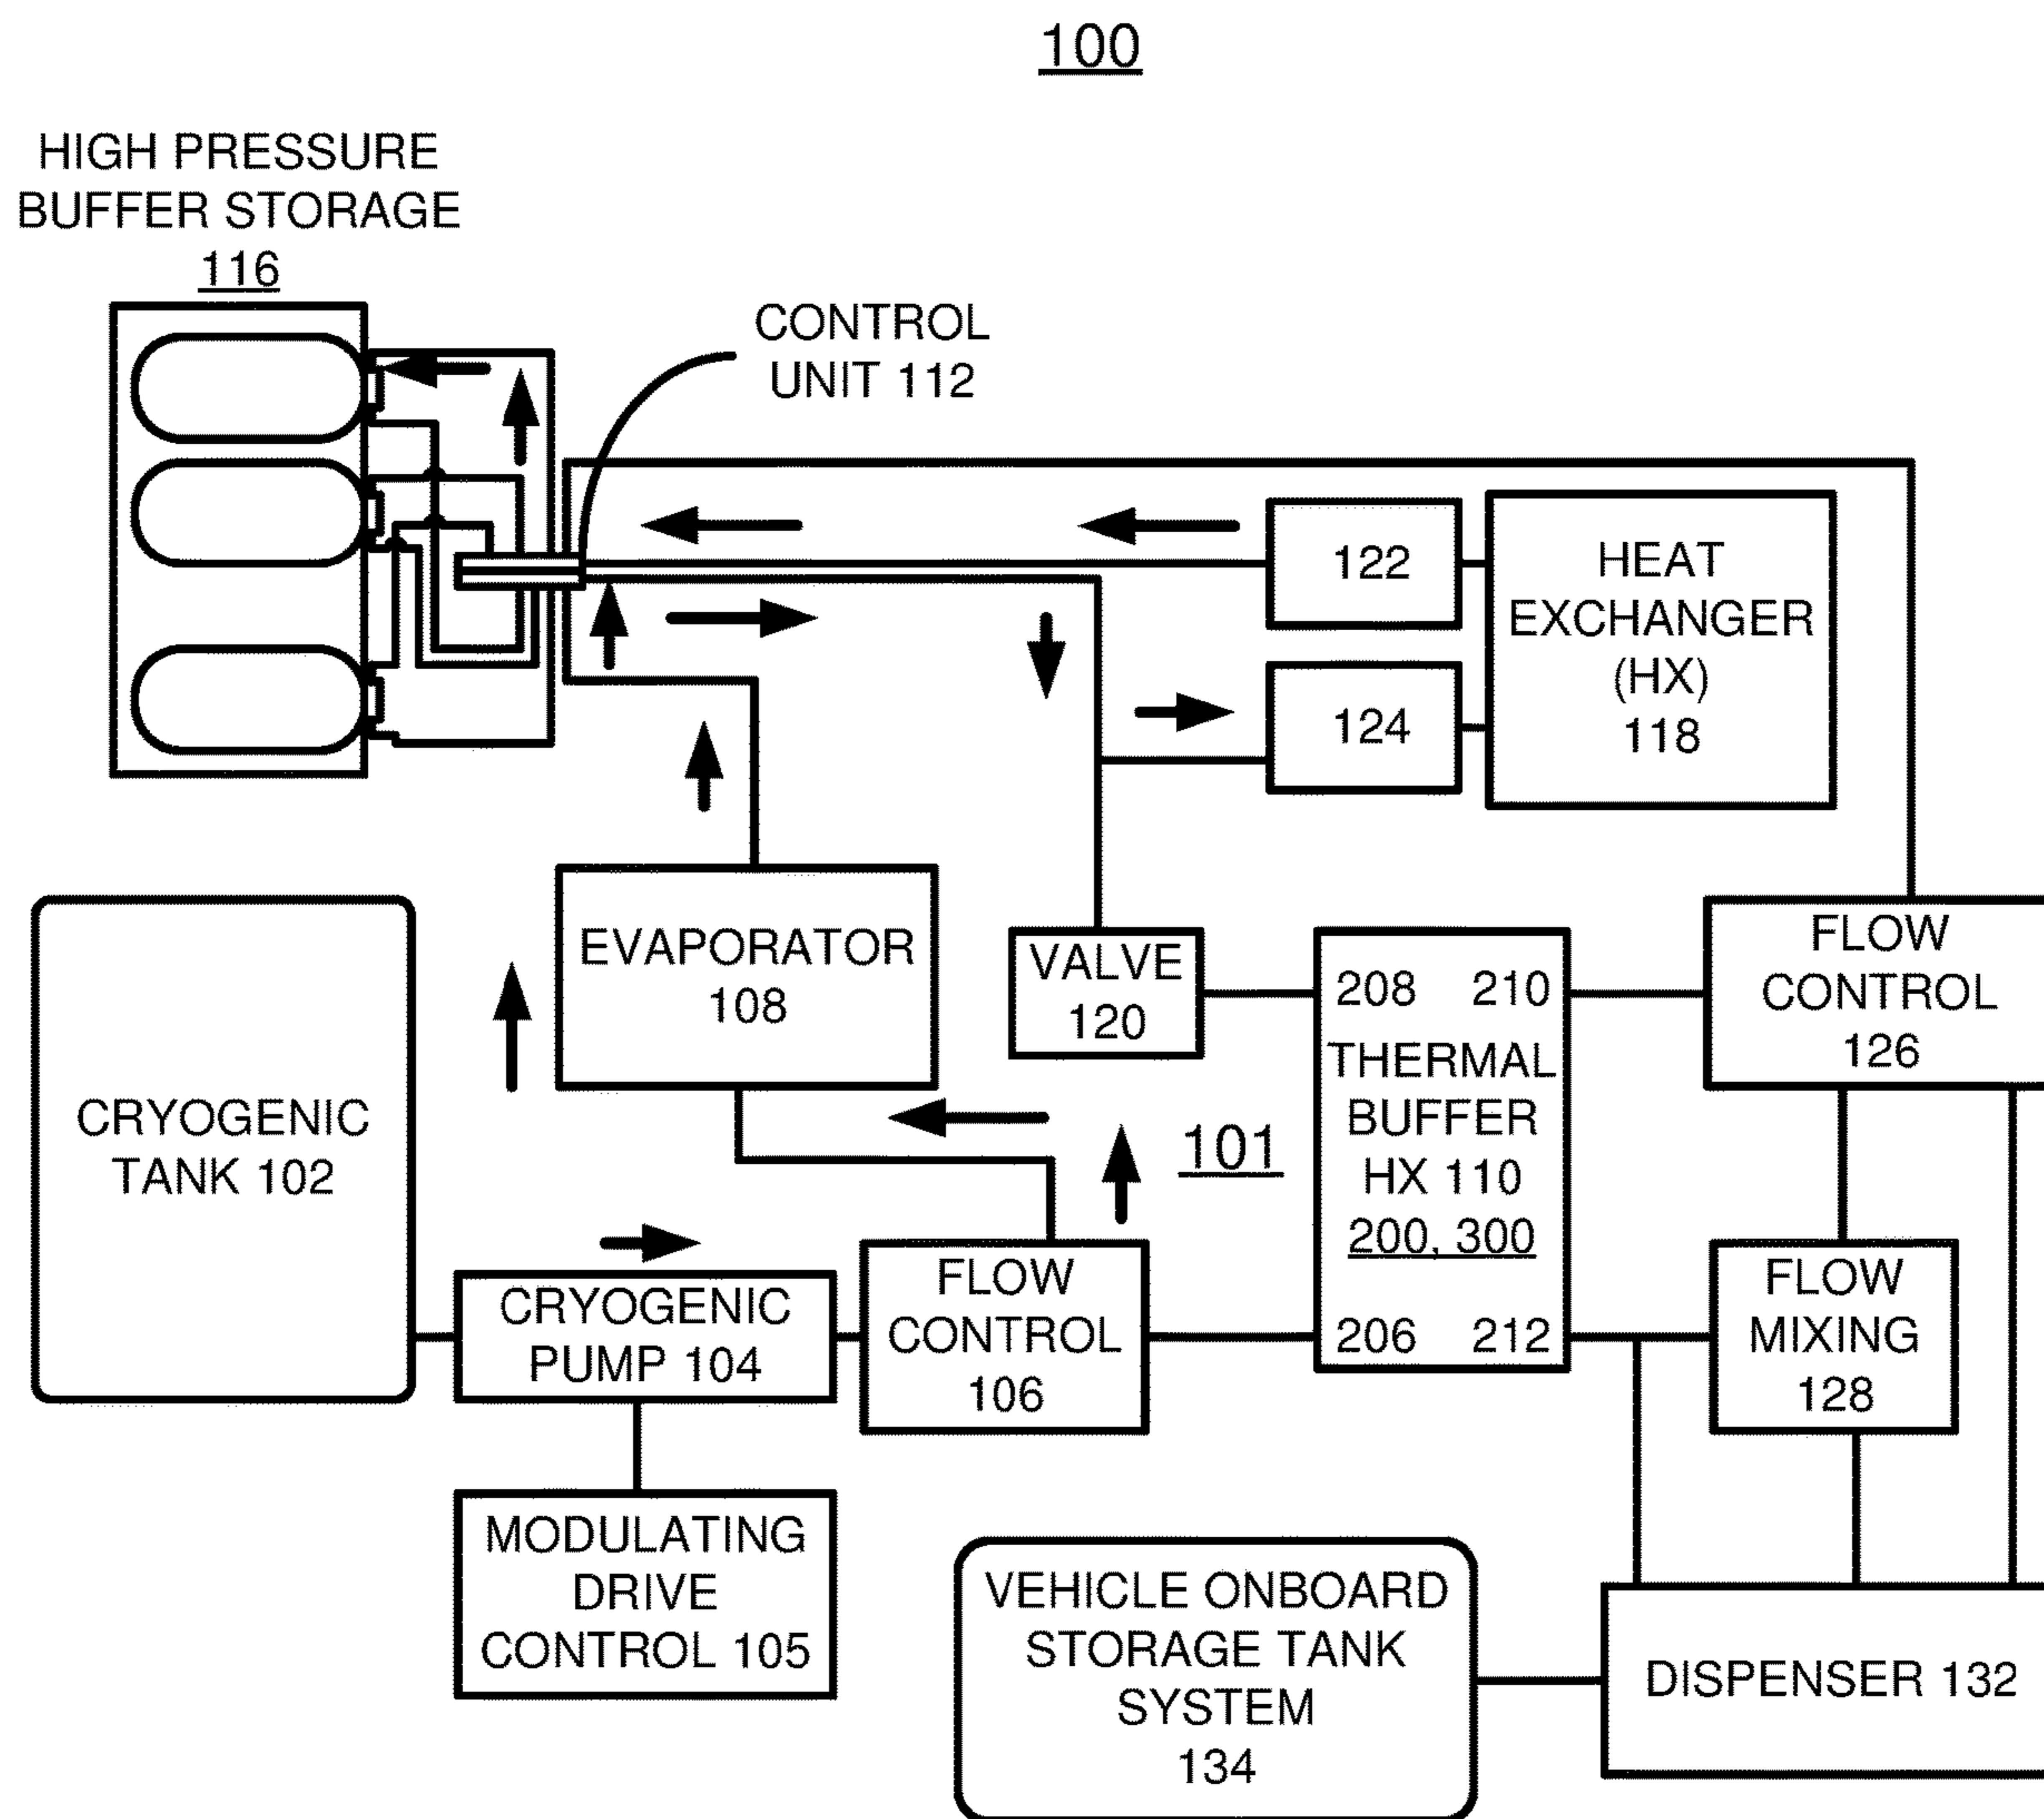 100
HIGH PRESSURE
BUFFER STORAGE
116
CONTROL
UNIT 112
122
124
HEAT
EXCHANGER
(HX)
118
CRYOGENIC
TANK 102
EVAPORATOR
108
VALVE
120
208 210
THERMAL
BUFFER
HX 110
200, 300
206 212
FLOW
CONTROL
126
101
CRYOGENIC
PUMP 104
FLOW
CONTROL
106
FLOW
MIXING
128
MODULATING
DRIVE
CONTROL 105
VEHICLE ONBOARD
STORAGE TANK
SYSTEM
134
DISPENSER 132